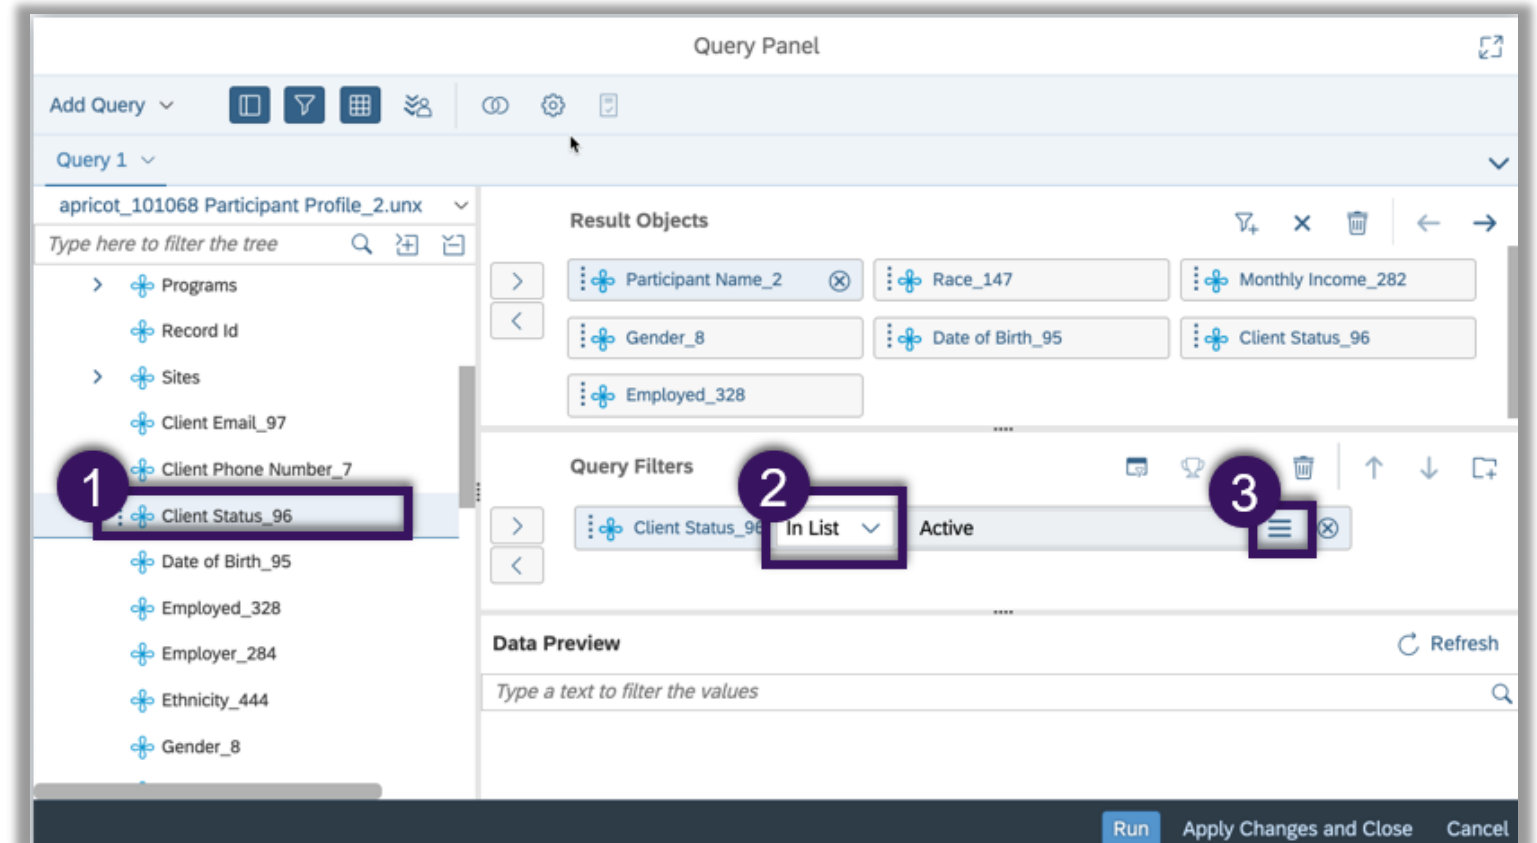 Query Panel
Add Query
Query 1
apricot_101068 Participant Profile_2.unx
Type here to filter the tree
Programs
Record Id
Sites
Client Email_97
1
Client Phone Number_7
Client Status_96
Date of Birth_95
Employed_328
Employer_284
Ethnicity_444
Gender_8
Result Objects
Participant Name_2
Race_147
Monthly Income_282
Gender_8
Date of Birth_95
Client Status_96
Employed_328
Query Filters
2
3
Client Status_96
In List
Active
Data Preview
Refresh
Type a text to filter the values
Run
Apply Changes and Close
Cancel